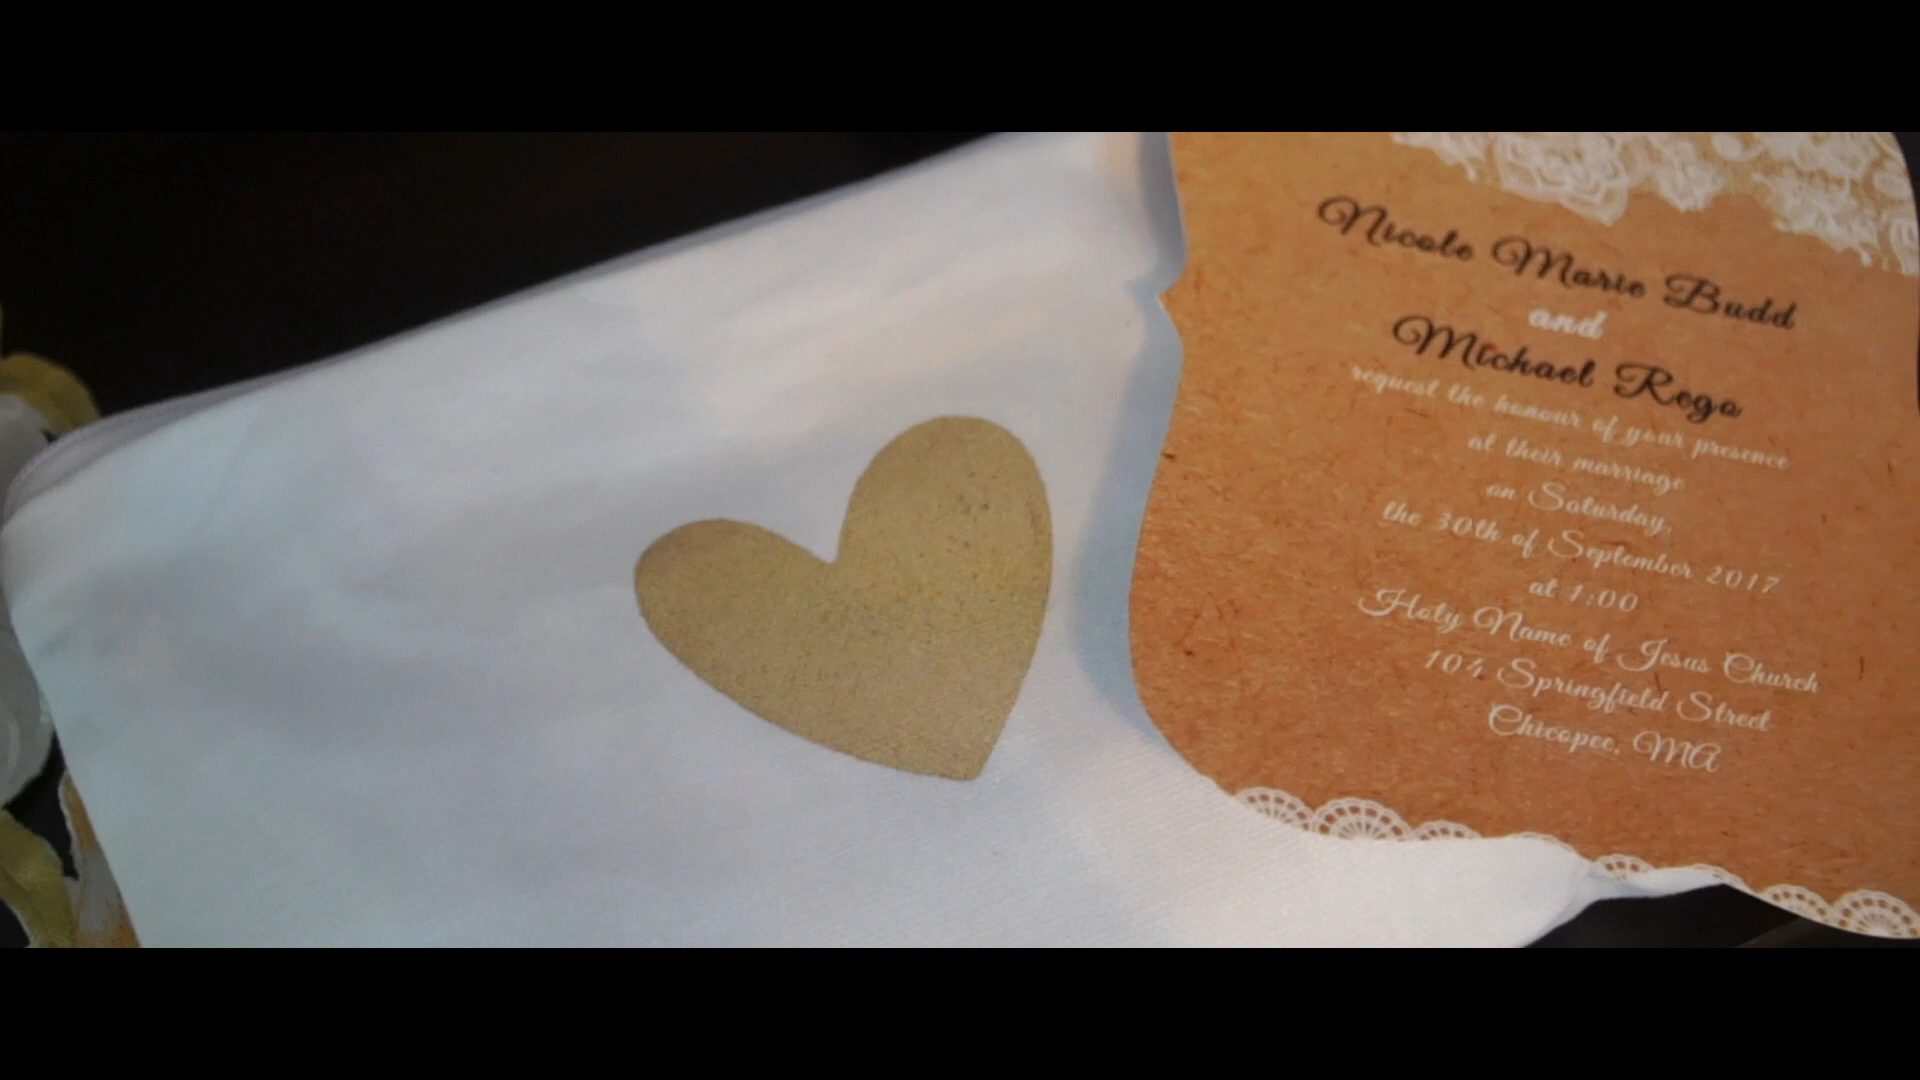 Nicole Marie Budd
and
Michael Rego
request the honour of your presence
at their marriage
on Saturday,
the 30th of September 2017
at 1:00
Holy Name of Jesus Church
104 Springfield Street
Chicopee, MA